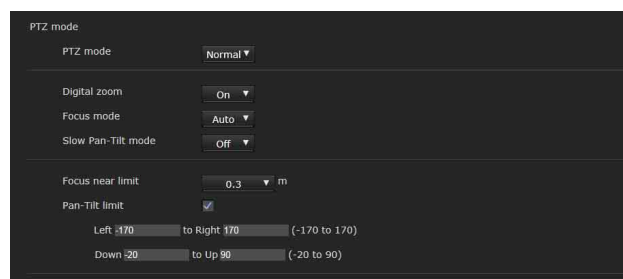 PTZ mode
PTZ mode Normal
Digital zoom On
Focus mode Auto
Slow Pan-Tilt mode Off
Focus near limit 0.3 m
Pan-Tilt limit
Left -170 to Right 170 (-170 to 170)
Down -20 to Up 90 (-20 to 90)